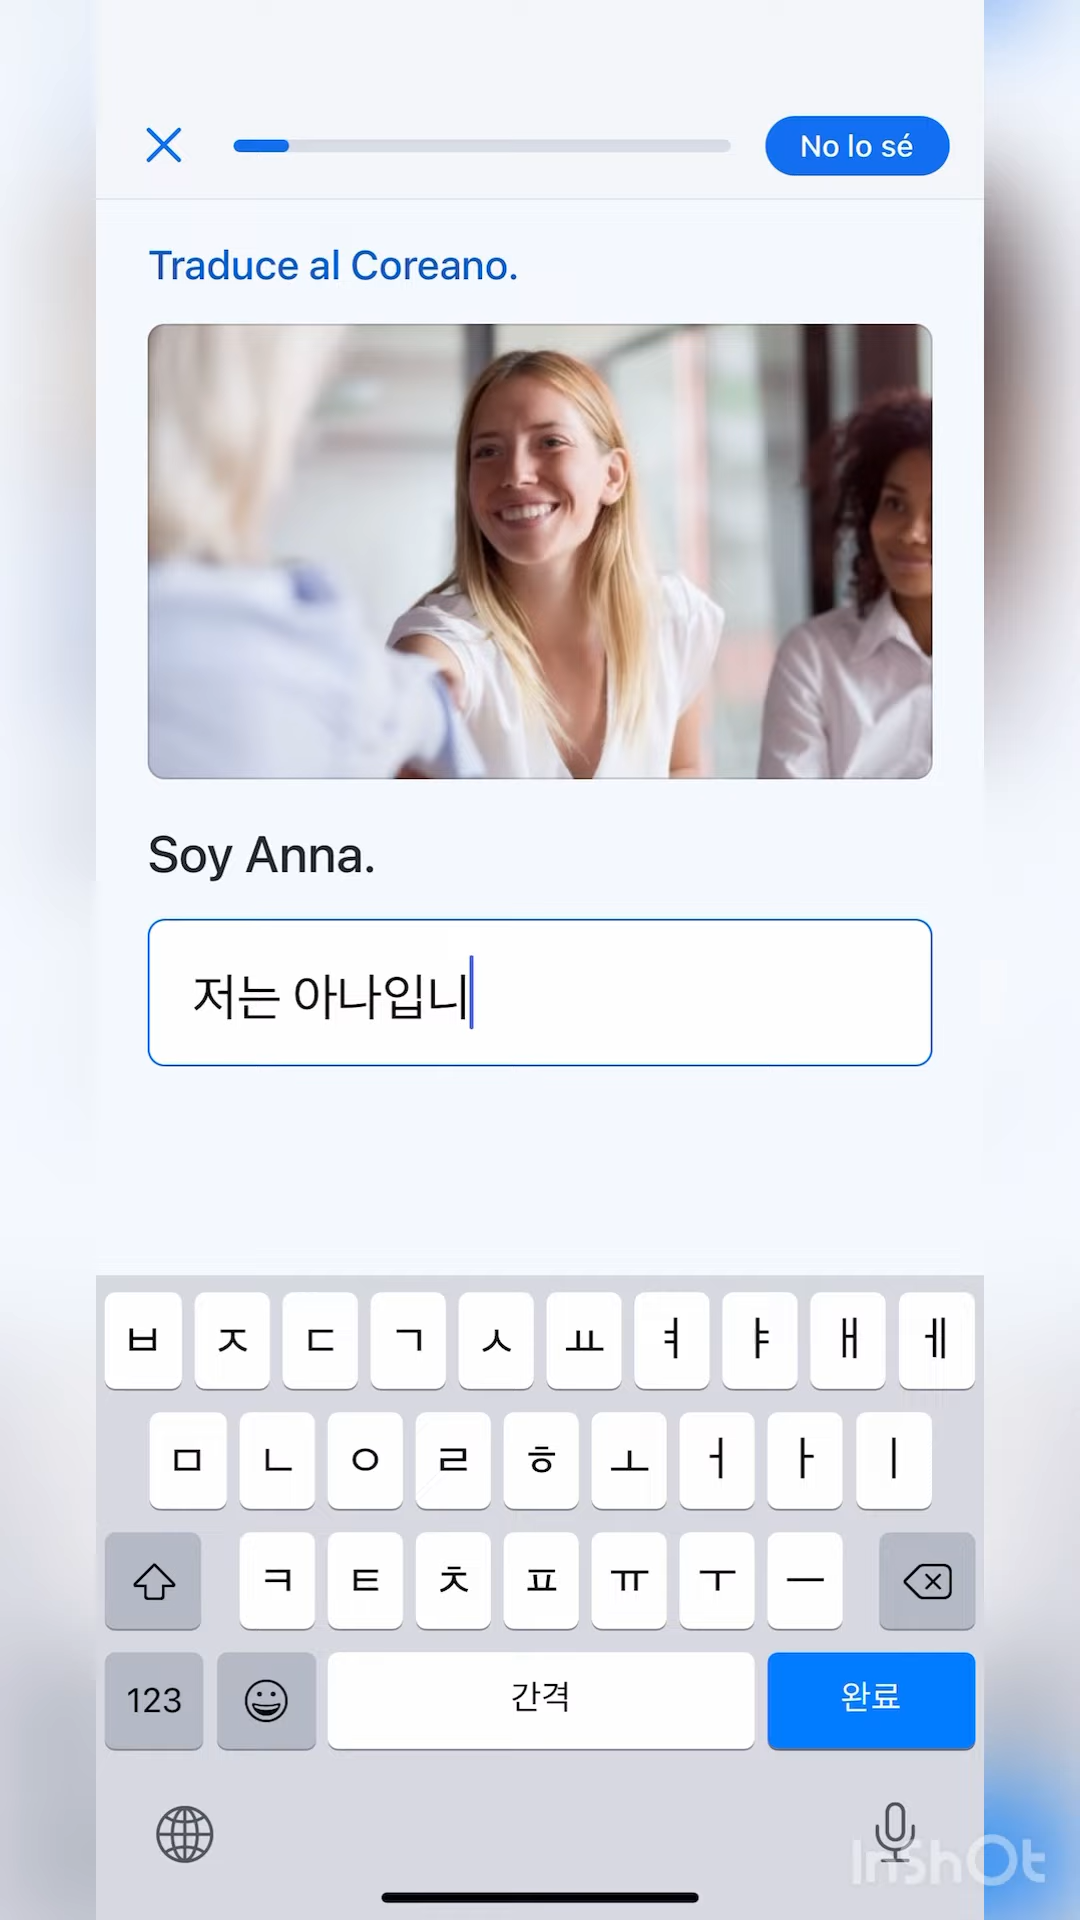 No lo sé
Traduce al Coreano.
Soy Anna.
저는 아나입니
ㅂ ㅈ ㄷ ㄱ ㅅ ㅛ ㅕ ㅑ ㅐ ㅔ
ㅁ ㄴ ㅇ ㄹ ㅎ ㅗ ㅓ ㅏ ㅣ
ㅋ ㅌ ㅊ ㅍ ㅠ ㅜ ㅡ
123 간격 완료
InShOt